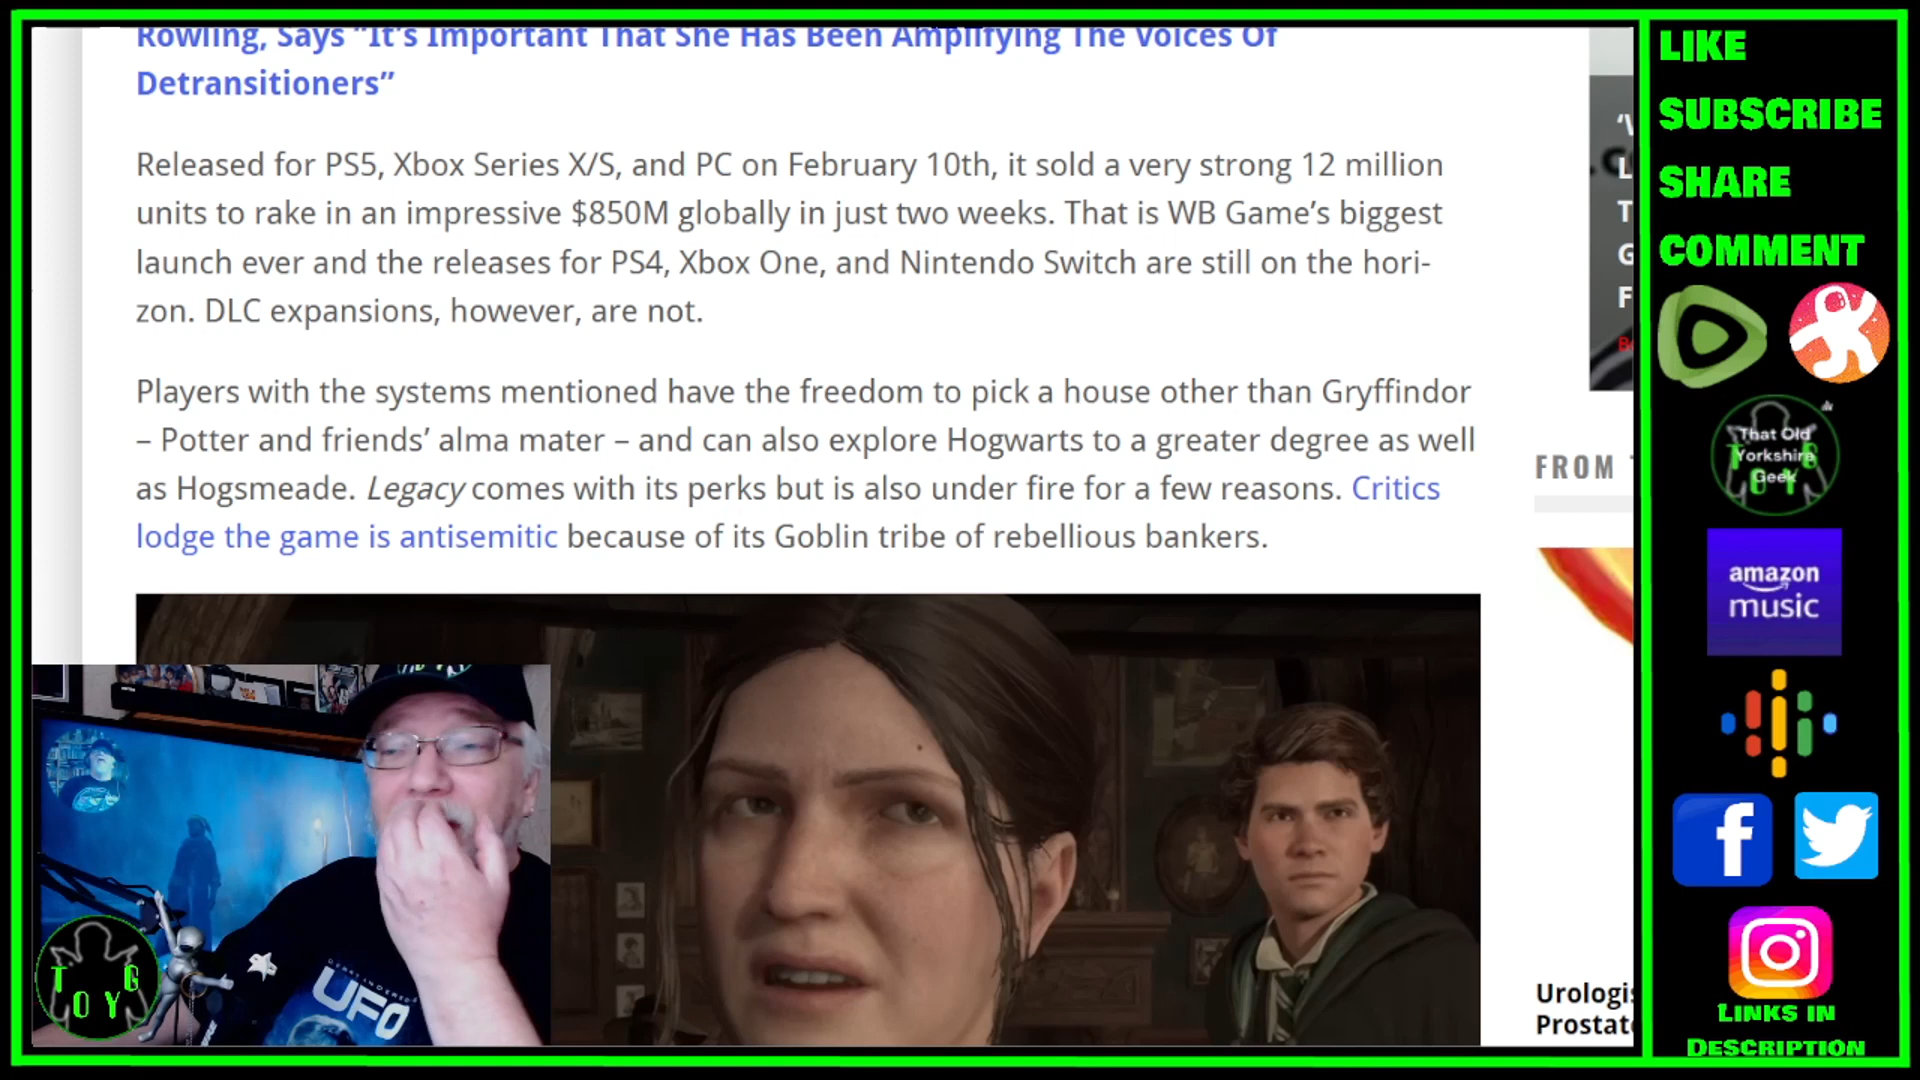 Rowling, Says "It's Important That She Has Been Amplifying The Voices Of
Detransitioners”
Released for PS5, Xbox Series X/S, and PC on February 10th, it sold a very strong 12 million
units to rake in an impressive $850M globally in just two weeks. That is WB Game’s biggest
launch ever and the releases for PS4, Xbox One, and Nintendo Switch are still on the hori-
zon. DLC expansions, however, are not.
Players with the systems mentioned have the freedom to pick a house other than Gryffindor
– Potter and friends’ alma mater – and can also explore Hogwarts to a greater degree as well
as Hogsmeade. Legacy comes with its perks but is also under fire for a few reasons. Critics
lodge the game is antisemitic because of its Goblin tribe of rebellious bankers.
FROM
Urologis
Prostat
LIKE
SUBSCRIBE
SHARE
COMMENT
That Old
Yorkshire
Geek
amazon
music
LINKS IN
DESCRIPTION
T G
O Y
UFO